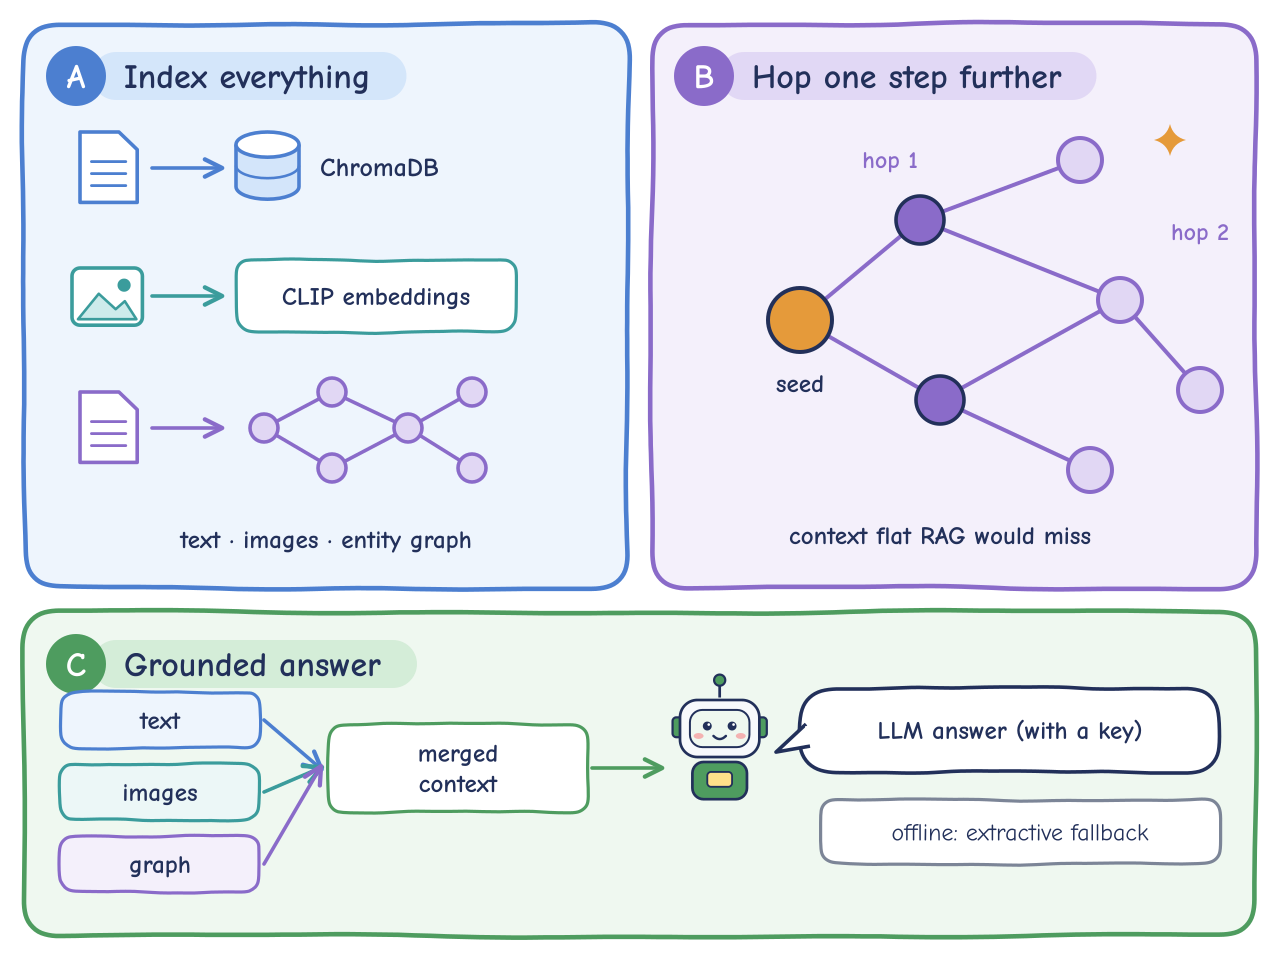 A
Index everything
ChromaDB
CLIP embeddings
text · images · entity graph
B
Hop one step further
hop 1
hop 2
seed
context flat RAG would miss
C
Grounded answer
text
images
graph
merged
context
LLM answer (with a key)
offline: extractive fallback